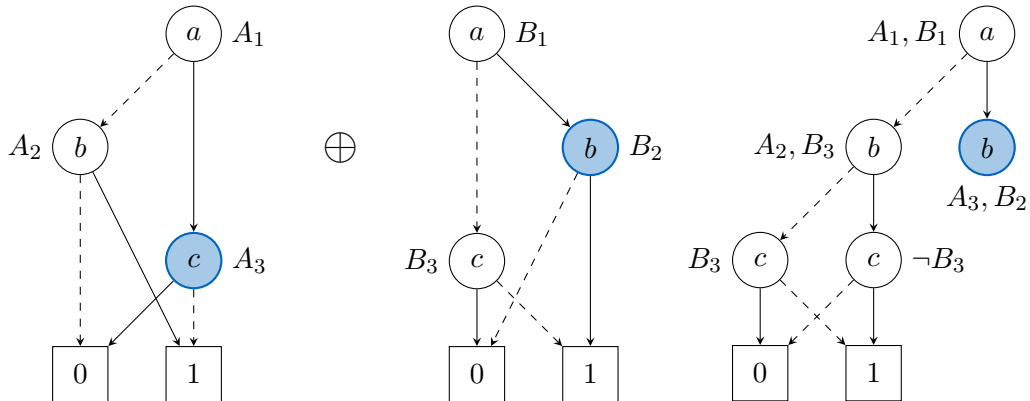 a A₁
a B₁
A₁, B₁ a
A₂ b
⊕
b B₂
A₂, B₃ b
b
A₃, B₂
c A₃
B₃ c
B₃ c
c ¬B₃
0 1
0 1
0 1